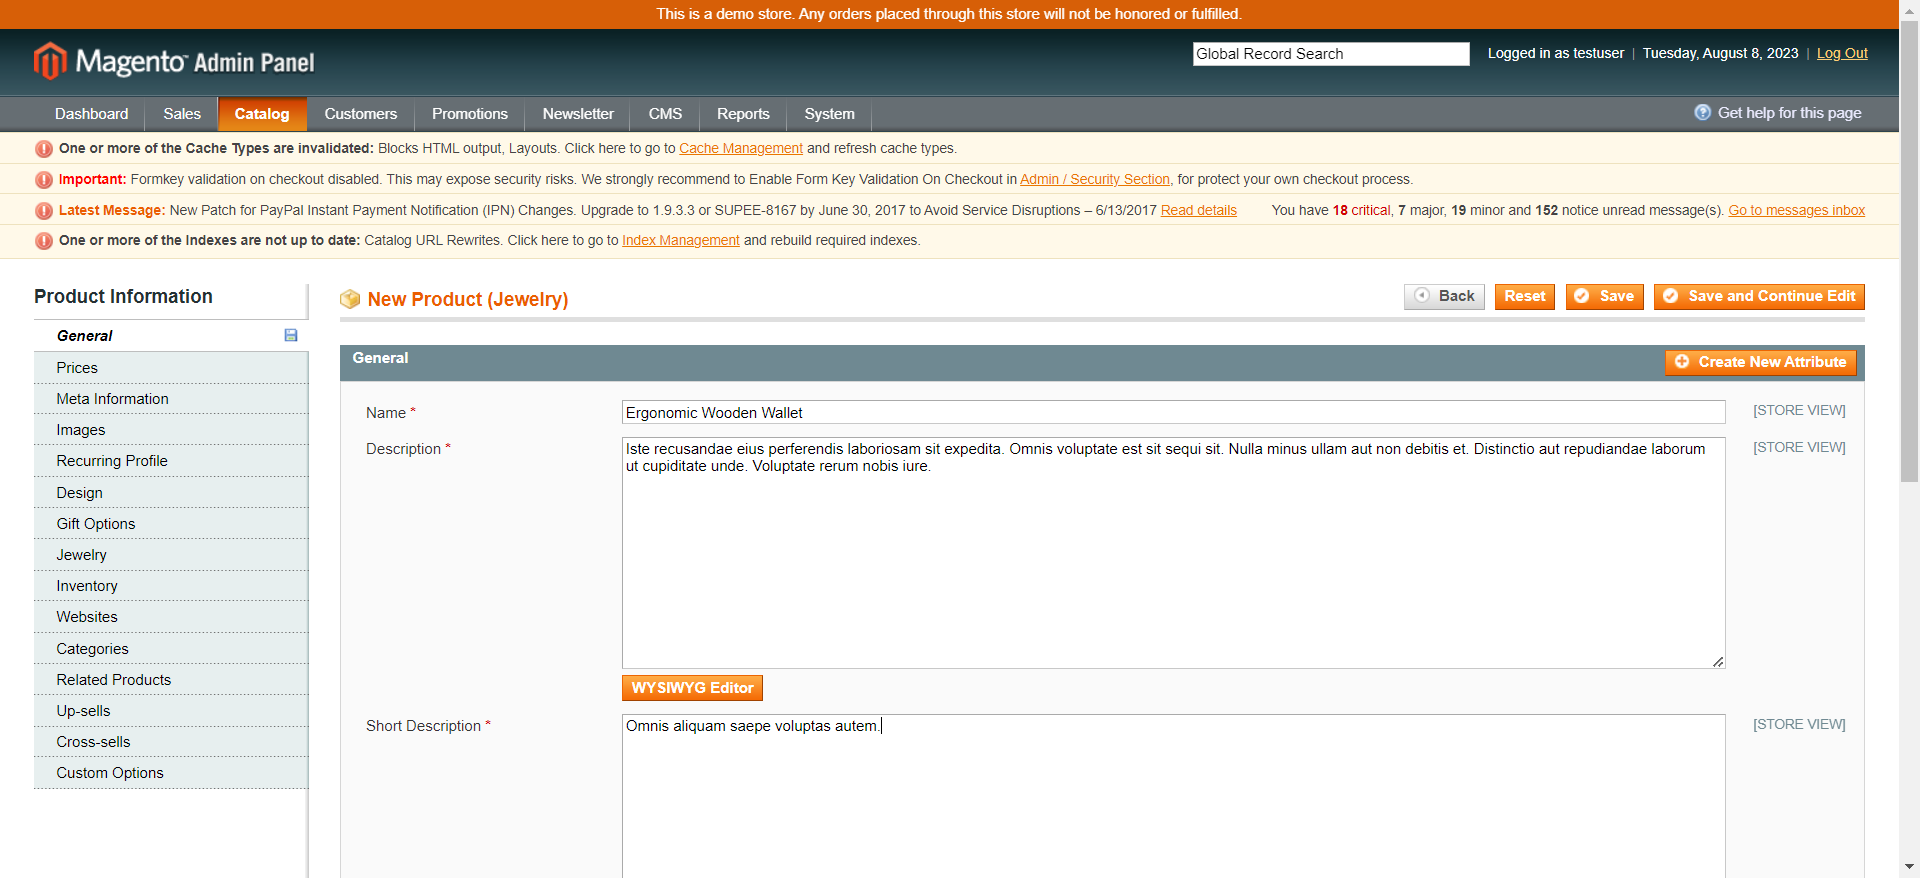 This is a demo store. Any orders placed through this store will not be honored or fulfilled.
Magento™ Admin Panel
Global Record Search
Logged in as testuser | Tuesday, August 8, 2023 | Log Out
Dashboard Sales Catalog Customers Promotions Newsletter CMS Reports System
Get help for this page
One or more of the Cache Types are invalidated: Blocks HTML output, Layouts. Click here to go to Cache Management and refresh cache types.
Important: Formkey validation on checkout disabled. This may expose security risks. We strongly recommend to Enable Form Key Validation On Checkout in Admin / Security Section, for protect your own checkout process.
Latest Message: New Patch for PayPal Instant Payment Notification (IPN) Changes. Upgrade to 1.9.3.3 or SUPEE-8167 by June 30, 2017 to Avoid Service Disruptions – 6/13/2017 Read details You have 18 critical, 7 major, 19 minor and 152 notice unread message(s). Go to messages inbox
One or more of the Indexes are not up to date: Catalog URL Rewrites. Click here to go to Index Management and rebuild required indexes.
Product Information
General
Prices
Meta Information
Images
Recurring Profile
Design
Gift Options
Jewelry
Inventory
Websites
Categories
Related Products
Up-sells
Cross-sells
Custom Options
New Product (Jewelry)
Back Reset Save Save and Continue Edit
General
Create New Attribute
Name * Ergonomic Wooden Wallet [STORE VIEW]
Description * Iste recusandae eius perferendis laboriosam sit expedita. Omnis voluptate est sit sequi sit. Nulla minus ullam aut non debitis et. Distinctio aut repudiandae laborum [STORE VIEW]
ut cupiditate unde. Voluptate rerum nobis iure.
WYSIWYG Editor
Short Description * Omnis aliquam saepe voluptas autem. [STORE VIEW]